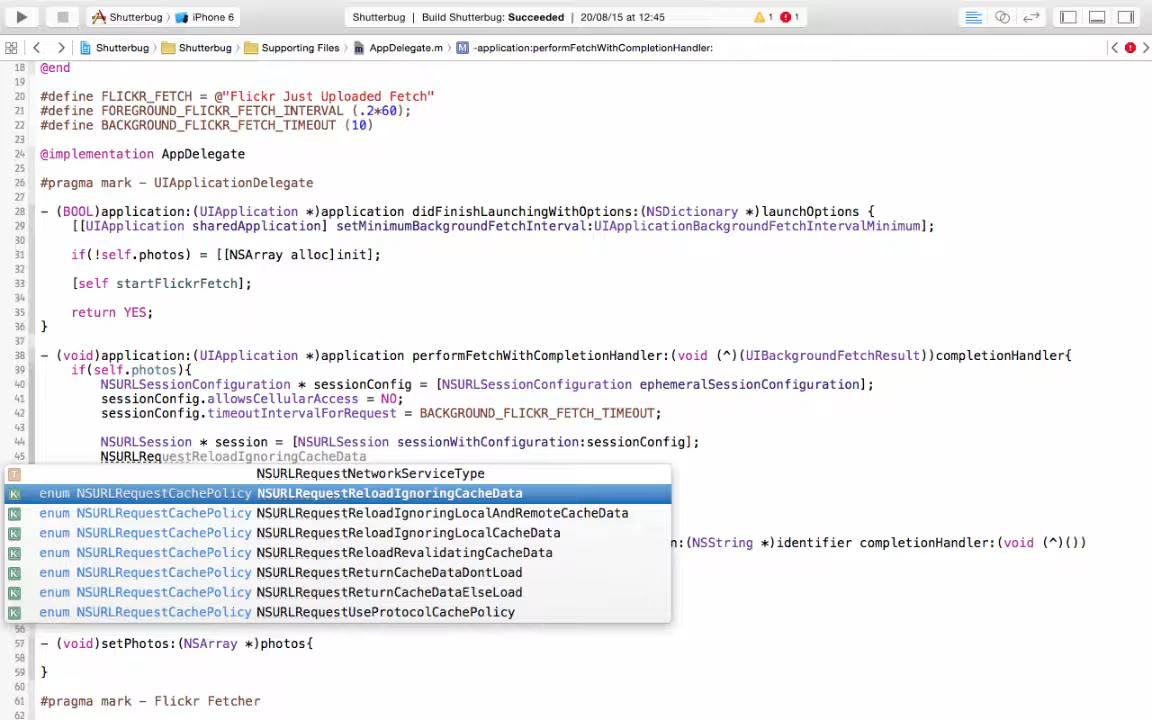 Shutterbug › iPhone 6
Shutterbug | Build Shutterbug: Succeeded | 20/08/15 at 12:45
1 1
Shutterbug › Shutterbug › Supporting Files › AppDelegate.m › M -application:performFetchWithCompletionHandler:
18 @end
19
20 #define FLICKR_FETCH = @"Flickr Just Uploaded Fetch"
21 #define FOREGROUND_FLICKR_FETCH_INTERVAL (.2*60);
22 #define BACKGROUND_FLICKR_FETCH_TIMEOUT (10)
23
24 @implementation AppDelegate
25
26 #pragma mark - UIApplicationDelegate
27
28 - (BOOL)application:(UIApplication *)application didFinishLaunchingWithOptions:(NSDictionary *)launchOptions {
29 [[UIApplication sharedApplication] setMinimumBackgroundFetchInterval:UIApplicationBackgroundFetchIntervalMinimum];
30
31 if(!self.photos) = [[NSArray alloc]init];
32
33 [self startFlickrFetch];
34
35 return YES;
36 }
37
38 - (void)application:(UIApplication *)application performFetchWithCompletionHandler:(void (^)(UIBackgroundFetchResult))completionHandler{
39 if(self.photos){
40 NSURLSessionConfiguration * sessionConfig = [NSURLSessionConfiguration ephemeralSessionConfiguration];
41 sessionConfig.allowsCellularAccess = NO;
42 sessionConfig.timeoutIntervalForRequest = BACKGROUND_FLICKR_FETCH_TIMEOUT;
43
44 NSURLSession * session = [NSURLSession sessionWithConfiguration:sessionConfig];
45 NSURLRequestReloadIgnoringCacheData
T NSURLRequestNetworkServiceType
K enum NSURLRequestCachePolicy NSURLRequestReloadIgnoringCacheData
K enum NSURLRequestCachePolicy NSURLRequestReloadIgnoringLocalAndRemoteCacheData
K enum NSURLRequestCachePolicy NSURLRequestReloadIgnoringLocalCacheData
n:(NSString *)identifier completionHandler:(void (^)())
K enum NSURLRequestCachePolicy NSURLRequestReloadRevalidatingCacheData
K enum NSURLRequestCachePolicy NSURLRequestReturnCacheDataDontLoad
K enum NSURLRequestCachePolicy NSURLRequestReturnCacheDataElseLoad
K enum NSURLRequestCachePolicy NSURLRequestUseProtocolCachePolicy
56
57 - (void)setPhotos:(NSArray *)photos{
58
59 }
60
61 #pragma mark - Flickr Fetcher
62